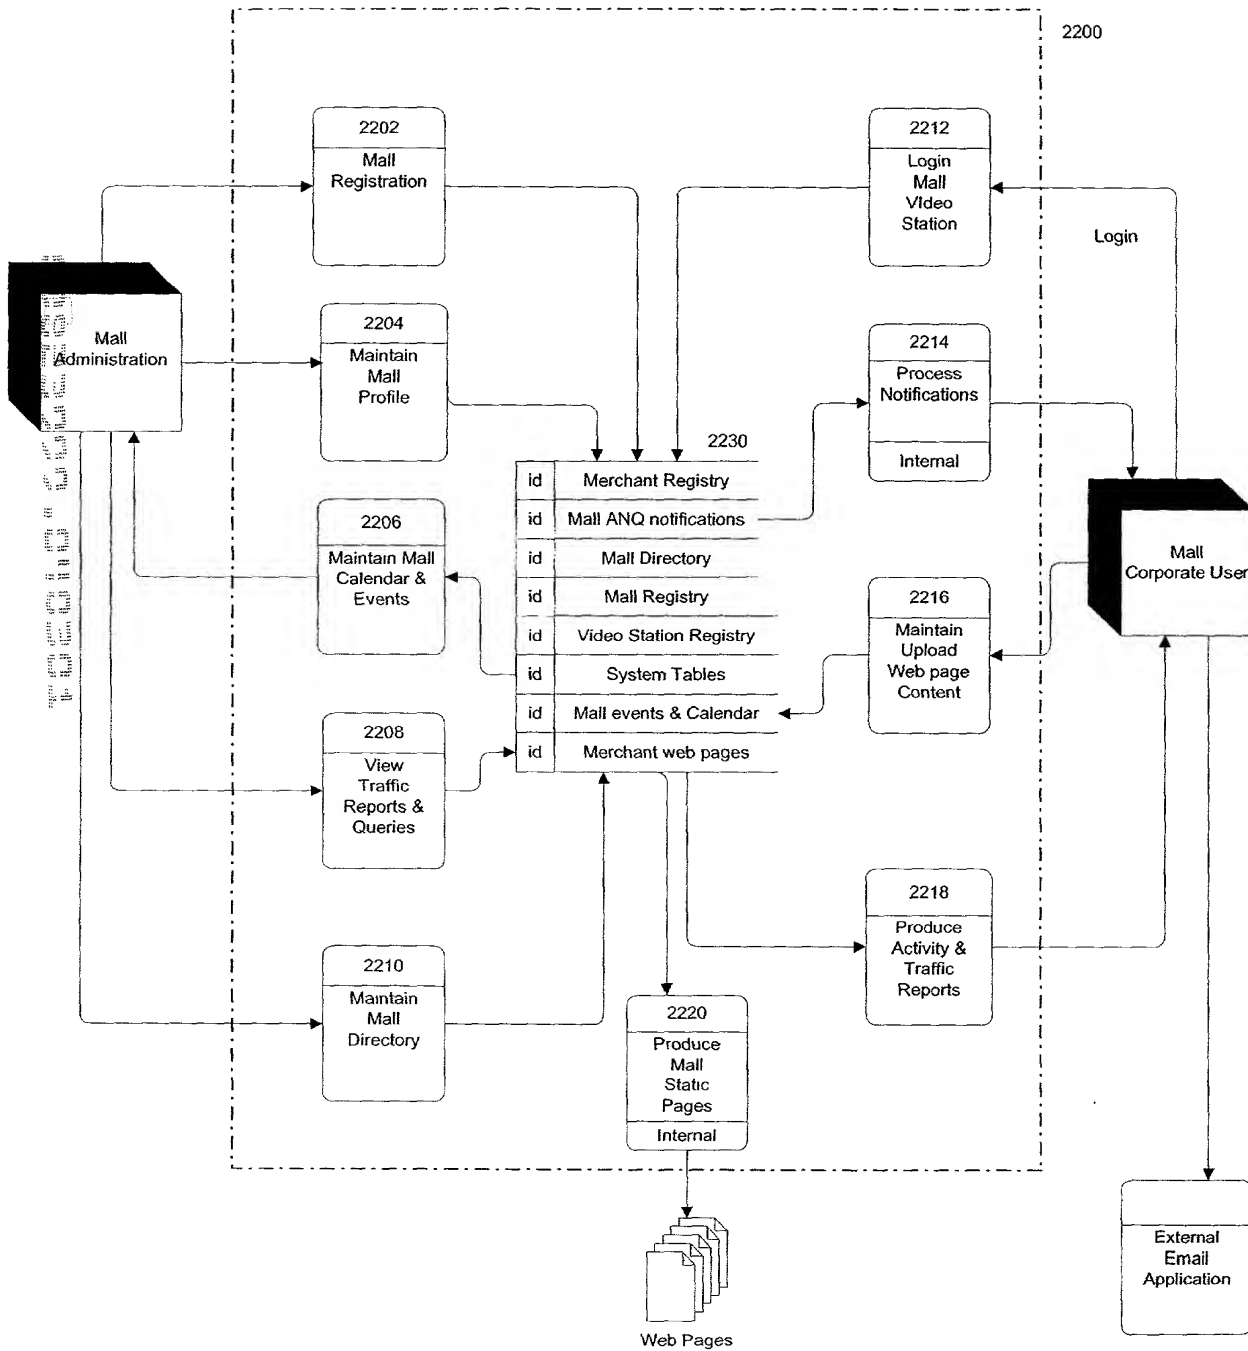 2200
2202
Mall
Registration
2212
Login
Mall
Video
Station
Login
Mall
Administration
2204
Maintain
Mall
Profile
2214
Process
Notifications
Internal
2230
id Merchant Registry
id Mall ANQ notifications
id Mall Directory
id Mall Registry
id Video Station Registry
id System Tables
id Mall events & Calendar
id Merchant web pages
2206
Maintain Mall
Calendar &
Events
Mall
Corporate User
2216
Maintain
Upload
Web page
Content
2208
View
Traffic
Reports &
Queries
2218
Produce
Activity &
Traffic
Reports
2210
Maintain
Mall
Directory
2220
Produce
Mall
Static
Pages
Internal
Web Pages
External
Email
Application